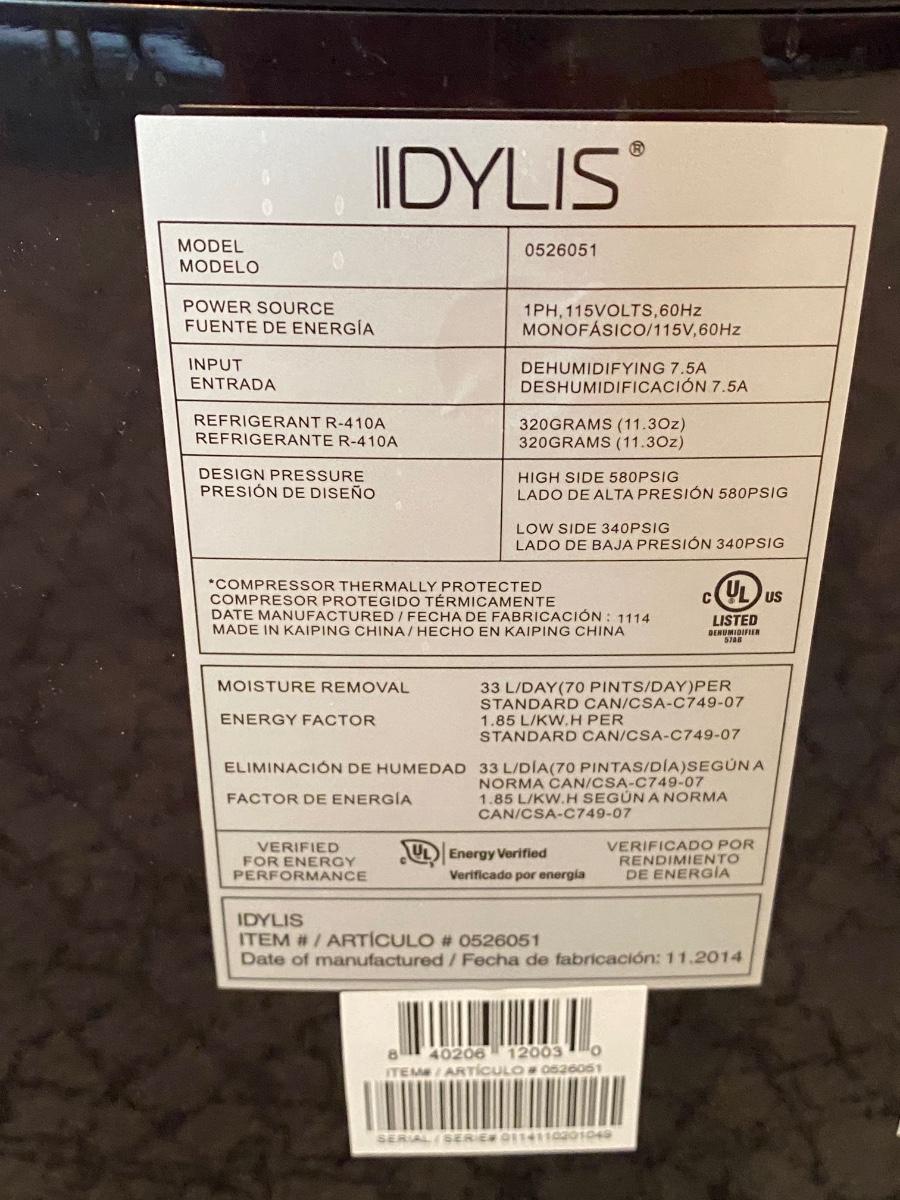 IDYLIS®
MODEL 0526051
MODELO
POWER SOURCE 1PH,115VOLTS,60Hz
FUENTE DE ENERGÍA MONOFÁSICO/115V,60Hz
INPUT DEHUMIDIFYING 7.5A
ENTRADA DESHUMIDIFICACIÓN 7.5A
REFRIGERANT R-410A 320GRAMS (11.3Oz)
REFRIGERANTE R-410A 320GRAMS (11.3Oz)
DESIGN PRESSURE HIGH SIDE 580PSIG
PRESIÓN DE DISEÑO LADO DE ALTA PRESIÓN 580PSIG
LOW SIDE 340PSIG
LADO DE BAJA PRESIÓN 340PSIG
*COMPRESSOR THERMALLY PROTECTED
COMPRESOR PROTEGIDO TÉRMICAMENTE
DATE MANUFACTURED / FECHA DE FABRICACIÓN : 1114
MADE IN KAIPING CHINA / HECHO EN KAIPING CHINA
C UL US
LISTED
DEHUMIDIFIER
57AB
MOISTURE REMOVAL 33 L/DAY(70 PINTS/DAY)PER
STANDARD CAN/CSA-C749-07
ENERGY FACTOR 1.85 L/KW.H PER
STANDARD CAN/CSA-C749-07
ELIMINACIÓN DE HUMEDAD 33 L/DÍA(70 PINTAS/DÍA)SEGÚN A
NORMA CAN/CSA-C749-07
FACTOR DE ENERGÍA 1.85 L/KW.H SEGÚN A NORMA
CAN/CSA-C749-07
VERIFIED
FOR ENERGY
PERFORMANCE
c UL Energy Verified
Verificado por energía
VERIFICADO POR
RENDIMIENTO
DE ENERGÍA
IDYLIS
ITEM # / ARTÍCULO # 0526051
Date of manufactured / Fecha de fabricación: 11.2014
8 40206 12003 0
ITEM# / ARTÍCULO # 0526051
SERIAL / SERIE# 0114110201049